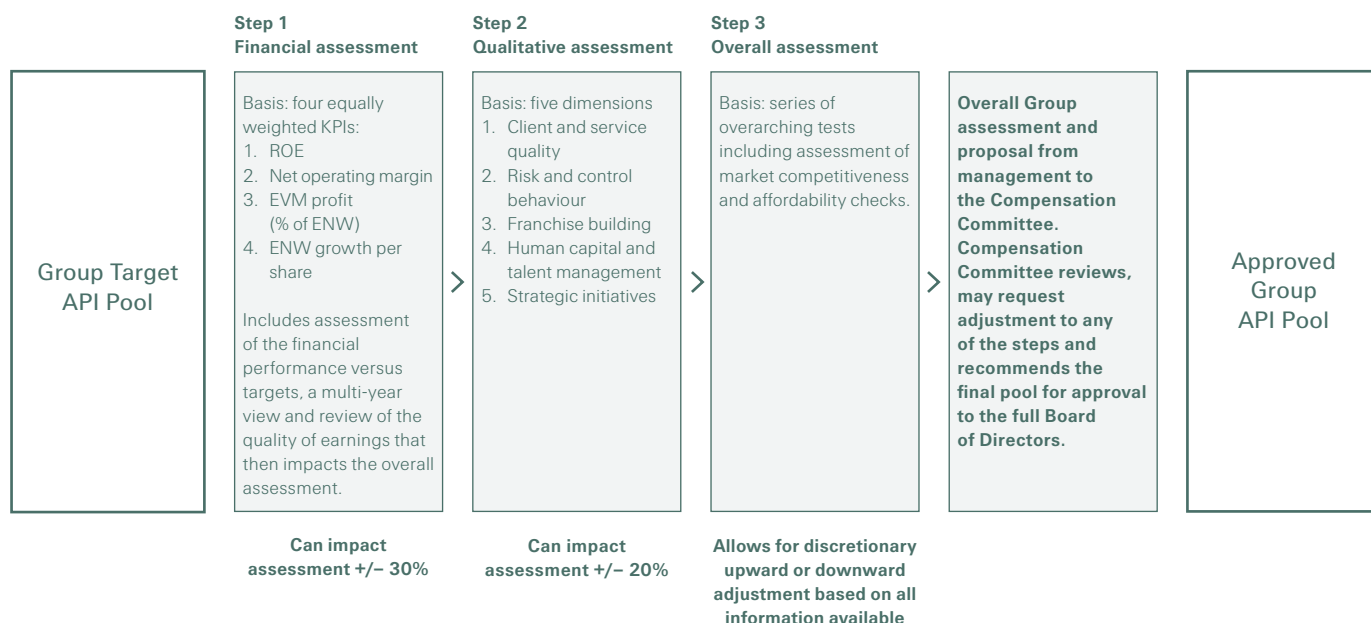 Step 1
Financial assessment
Step 2
Qualitative assessment
Step 3
Overall assessment
Group Target
API Pool
Basis: four equally
weighted KPIs:
1. ROE
2. Net operating margin
3. EVM profit
(% of ENW)
4. ENW growth per
share
Includes assessment
of the financial
performance versus
targets, a multi-year
view and review of the
quality of earnings that
then impacts the overall
assessment.
Can impact
assessment +/– 30%
>
Basis: five dimensions
1. Client and service
quality
2. Risk and control
behaviour
3. Franchise building
4. Human capital and
talent management
5. Strategic initiatives
Can impact
assessment +/– 20%
>
Basis: series of
overarching tests
including assessment of
market competitiveness
and affordability checks.
Allows for discretionary
upward or downward
adjustment based on all
information available
>
Overall Group
assessment and
proposal from
management to
the Compensation
Committee.
Compensation
Committee reviews,
may request
adjustment to any
of the steps and
recommends the
final pool for approval
to the full Board
of Directors.
Approved
Group
API Pool